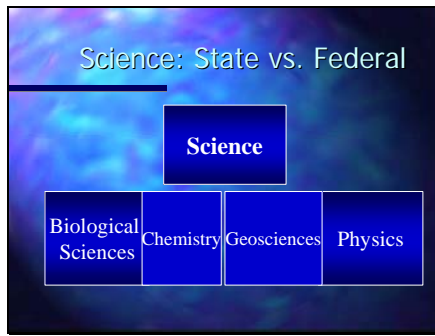 Science: State vs. Federal
Science
Biological
Sciences
Chemistry
Geosciences
Physics